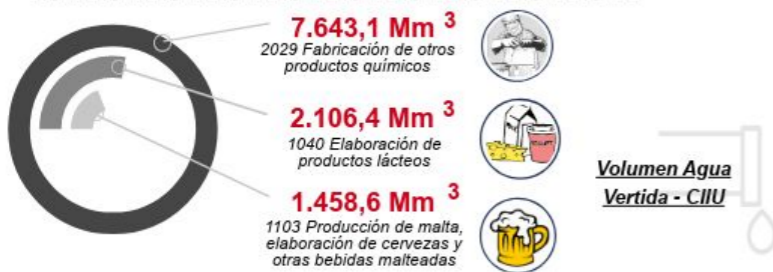 7.643,1 Mm 3
2029 Fabricación de otros
productos químicos
2.106,4 Mm 3
1040 Elaboración de
productos lácteos
1.458,6 Mm 3
1103 Producción de malta,
elaboración de cervezas y
otras bebidas malteadas
Volumen Agua
Vertida - CIIU